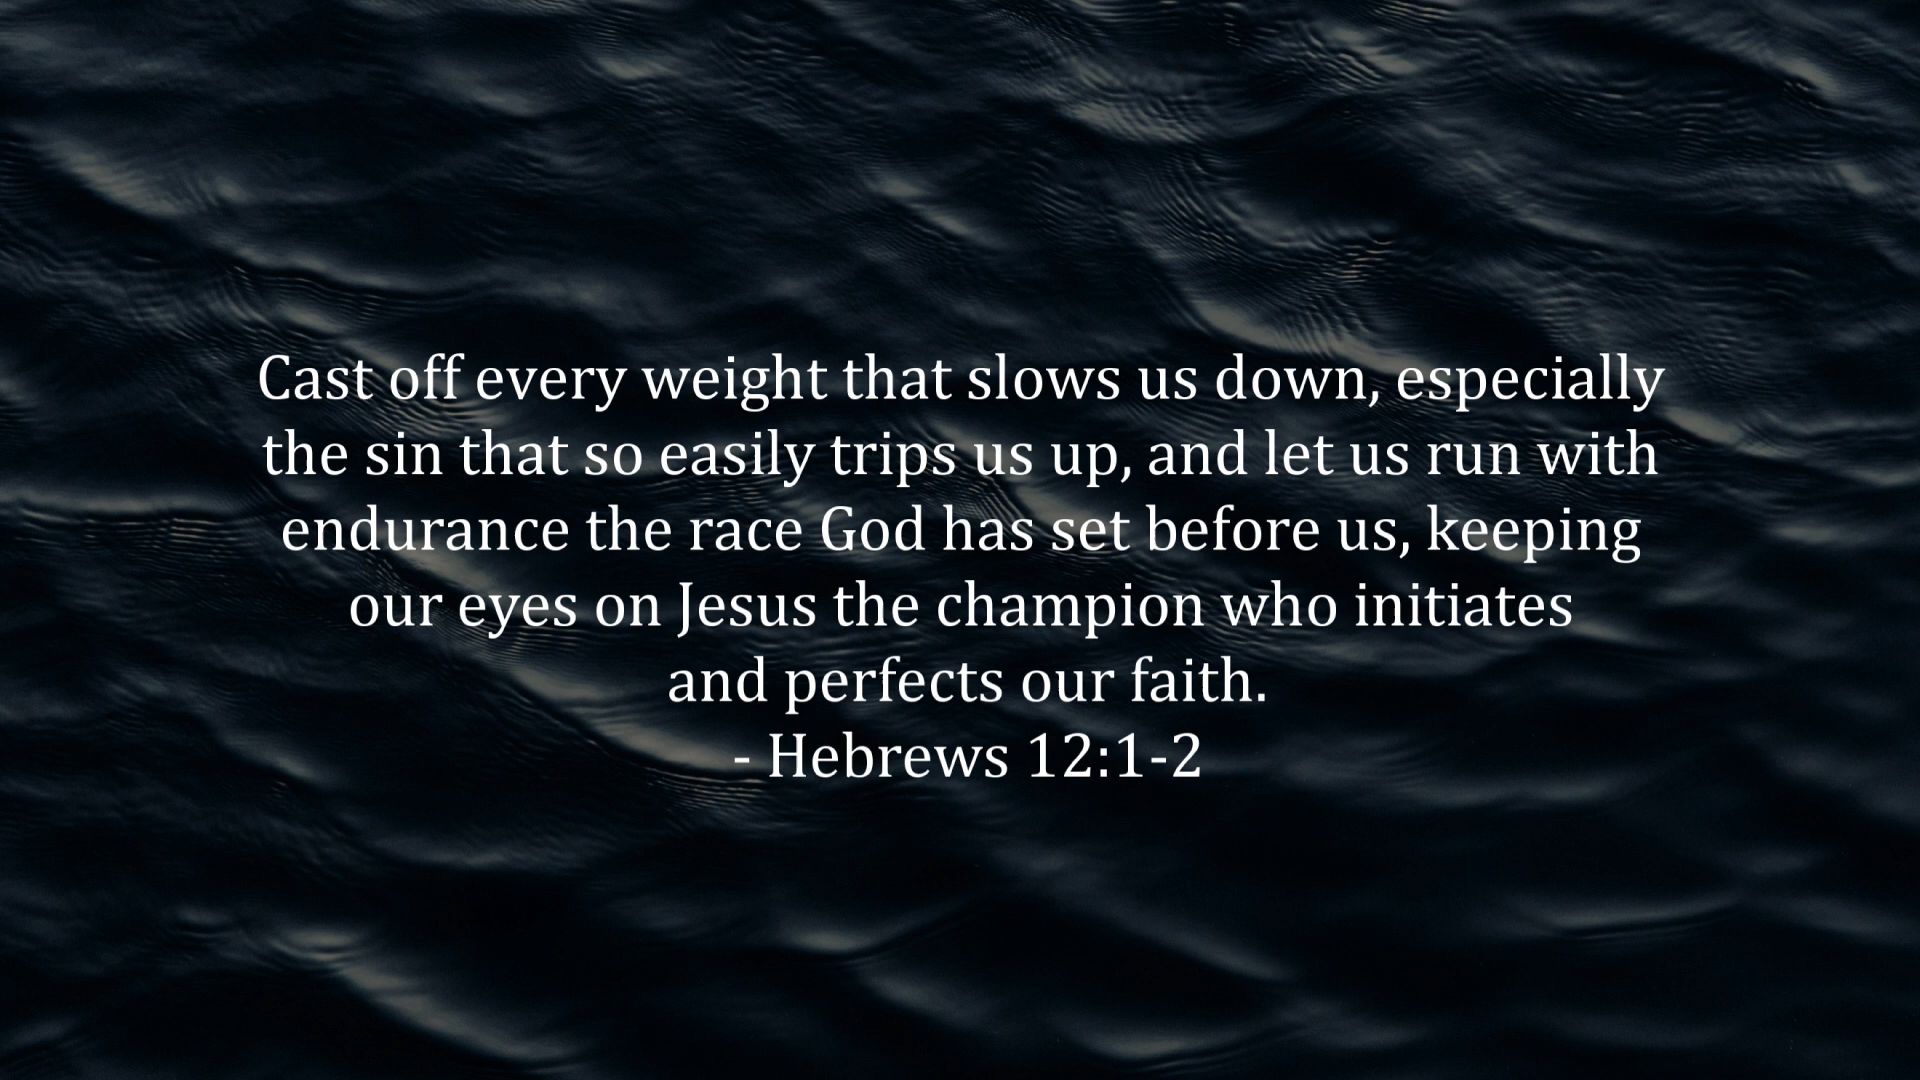 Cast off every weight that slows us down, especially
the sin that so easily trips us up, and let us run with
endurance the race God has set before us, keeping
our eyes on Jesus the champion who initiates
and perfects our faith.
- Hebrews 12:1-2